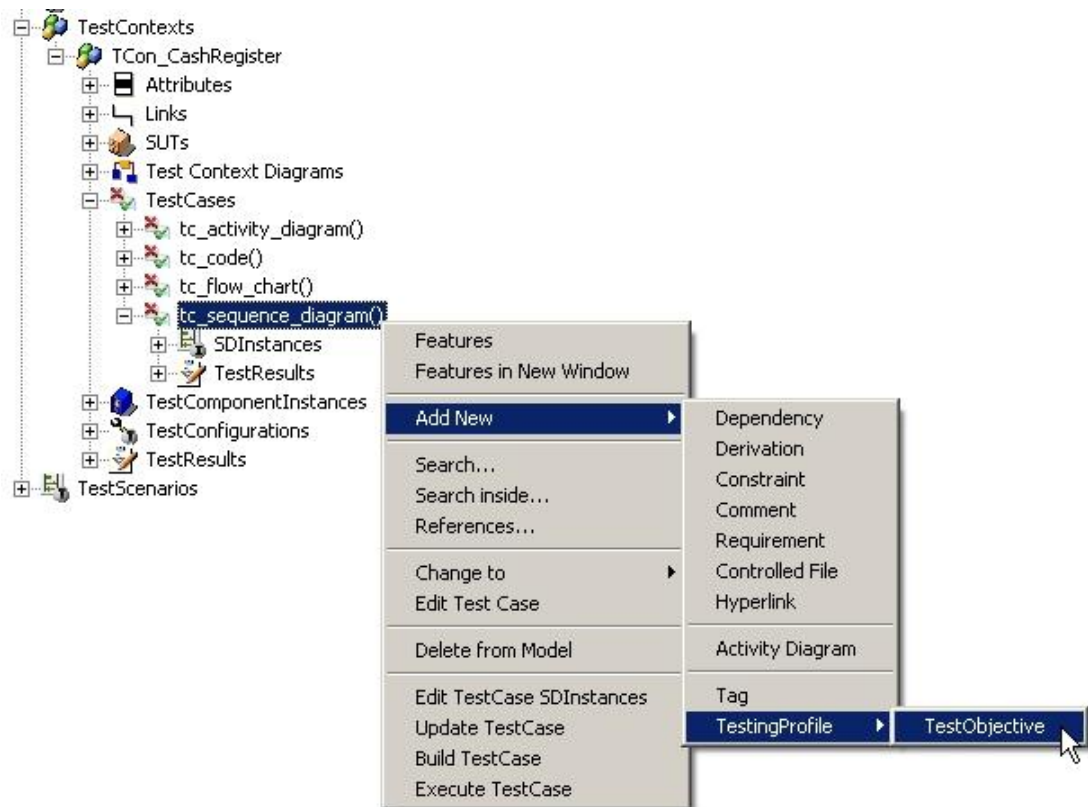 TestContexts
TCon_CashRegister
Attributes
Links
SUTs
Test Context Diagrams
TestCases
tc_activity_diagram()
tc_code()
tc_flow_chart()
tc_sequence_diagram()
SDInstances
TestResults
TestComponentInstances
TestConfigurations
TestResults
TestScenarios
Features
Features in New Window
Add New
Search...
Search inside...
References...
Change to
Edit Test Case
Delete from Model
Edit TestCase SDInstances
Update TestCase
Build TestCase
Execute TestCase
Dependency
Derivation
Constraint
Comment
Requirement
Controlled File
Hyperlink
Activity Diagram
Tag
TestingProfile
TestObjective